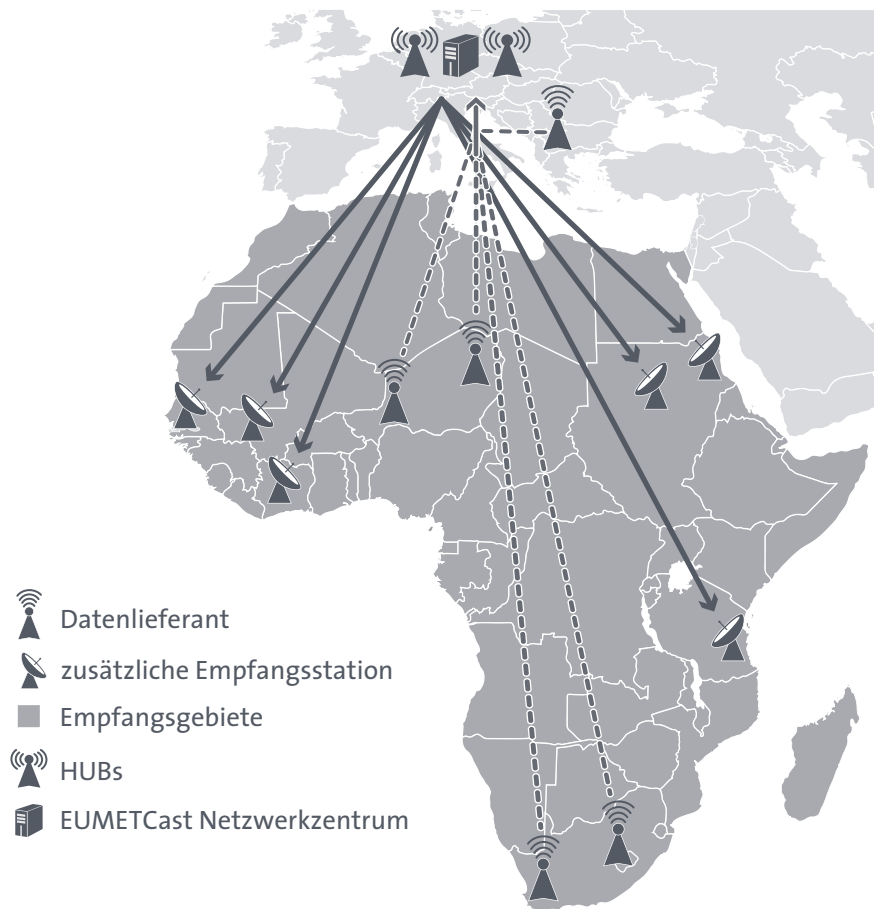 Datenlieferant
zusätzliche Empfangsstation
Empfangsgebiete
HUBs
EUMETCast Netzwerkzentrum